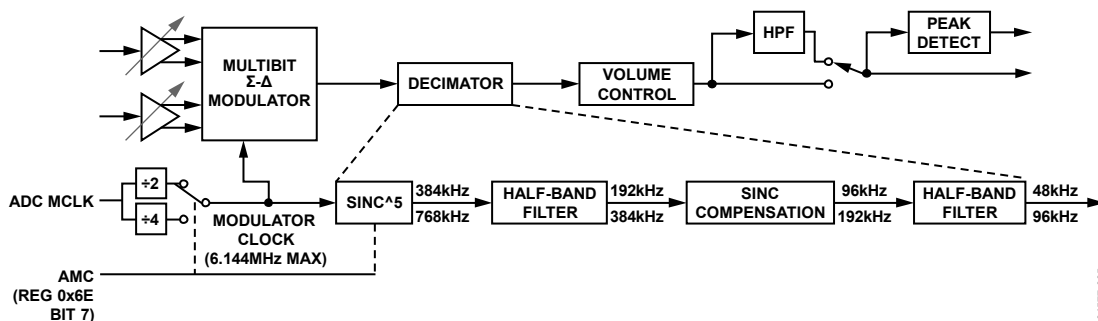 MULTIBIT
Σ-Δ
MODULATOR
DECIMATOR
VOLUME
CONTROL
HPF
PEAK
DETECT
ADC MCLK
÷2
÷4
MODULATOR
CLOCK
(6.144MHz MAX)
SINC^5
384kHz
768kHz
HALF-BAND
FILTER
192kHz
384kHz
SINC
COMPENSATION
96kHz
192kHz
HALF-BAND
FILTER
48kHz
96kHz
AMC
(REG 0x6E
BIT 7)